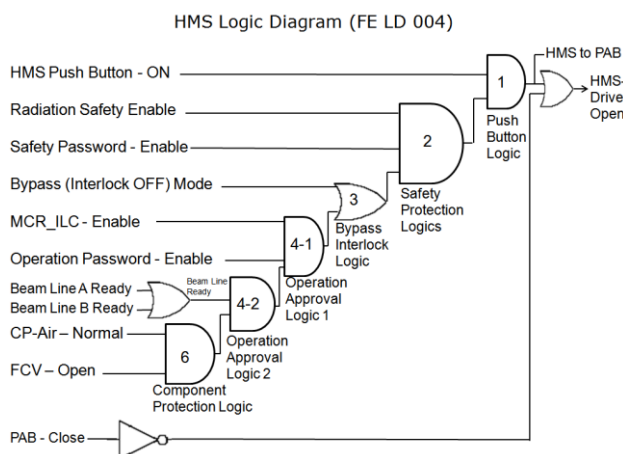 HMS Logic Diagram (FE LD 004)
HMS to PAB
HMS Push Button - ON
1
HMS-
Drive
Open
Radiation Safety Enable
Push
Button
Logic
Safety Password - Enable
2
Bypass (Interlock OFF) Mode
3
Safety
Protection
Logics
MCR_ILC - Enable
Bypass
Interlock
Logic
4-1
Operation Password - Enable
Operation
Approval
Logic 1
Beam Line A Ready
Beam Line
Ready
Beam Line B Ready
4-2
CP-Air – Normal
Operation
Approval
Logic 2
6
FCV – Open
Component
Protection Logic
PAB - Close